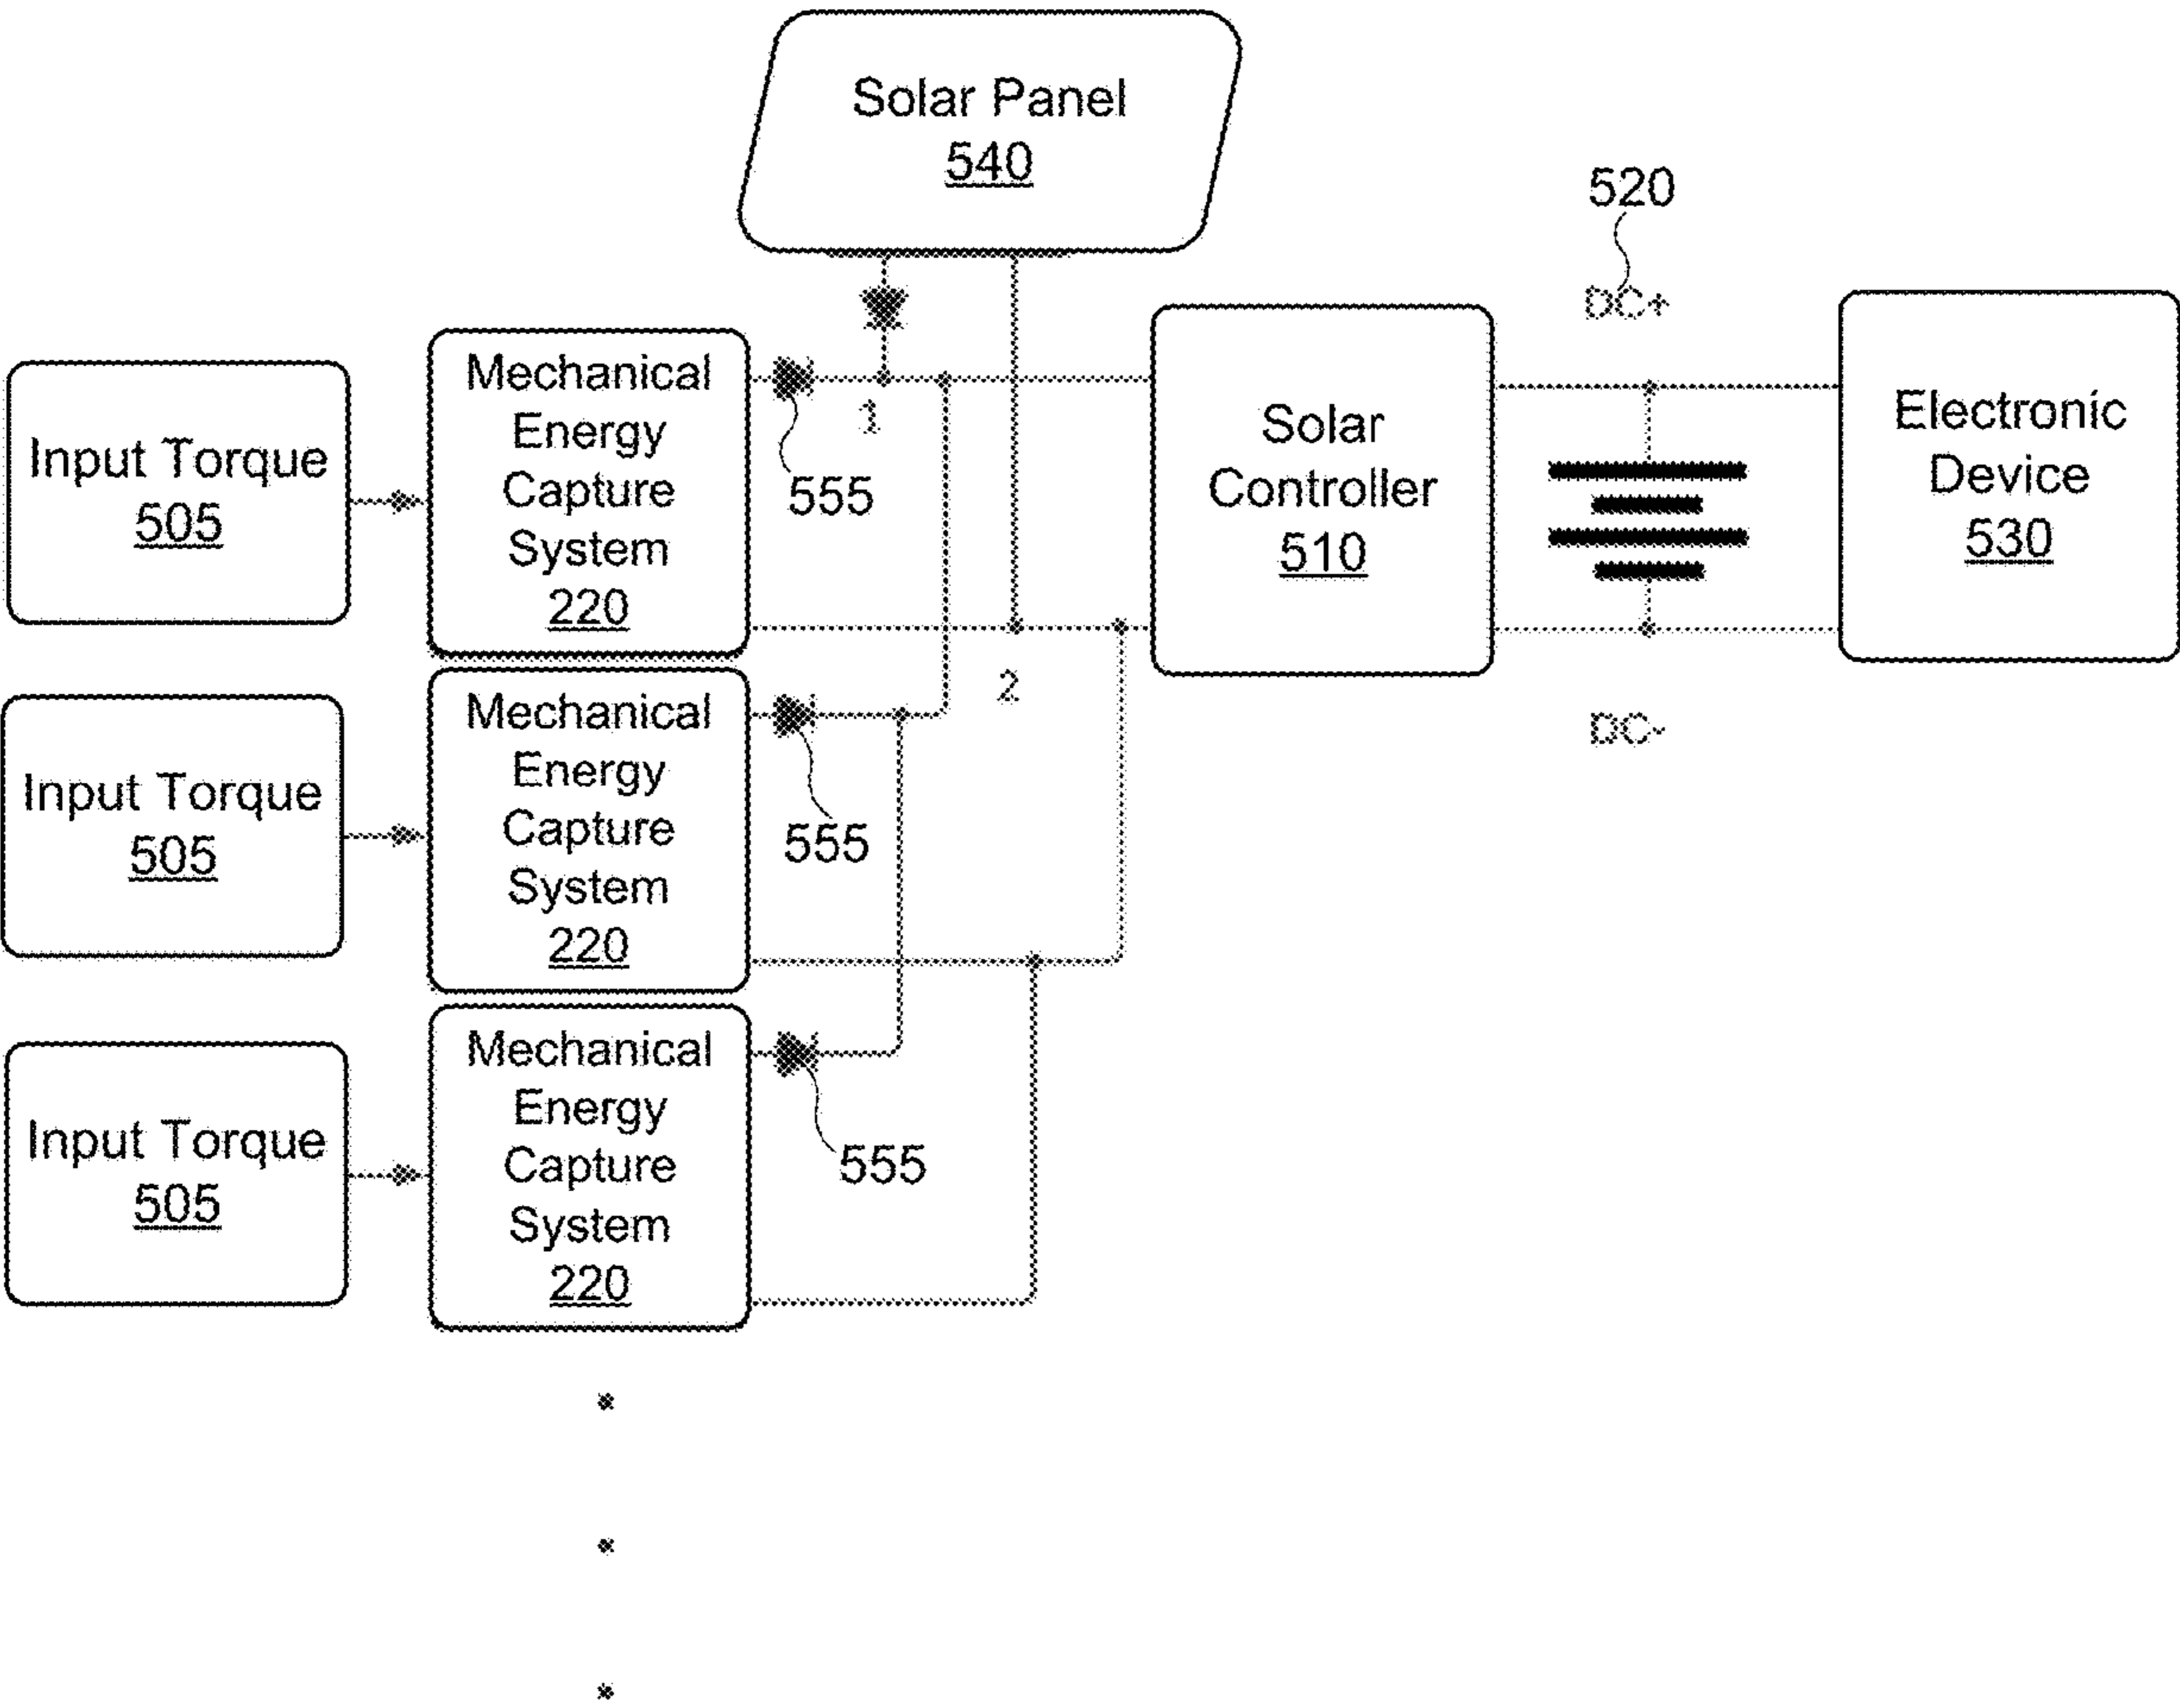 Solar Panel
540
520
DC+
Input Torque
505
Mechanical
Energy
Capture
System
220
1
555
Solar
Controller
510
Electronic
Device
530
2
DC-
Input Torque
505
Mechanical
Energy
Capture
System
220
555
Input Torque
505
Mechanical
Energy
Capture
System
220
555